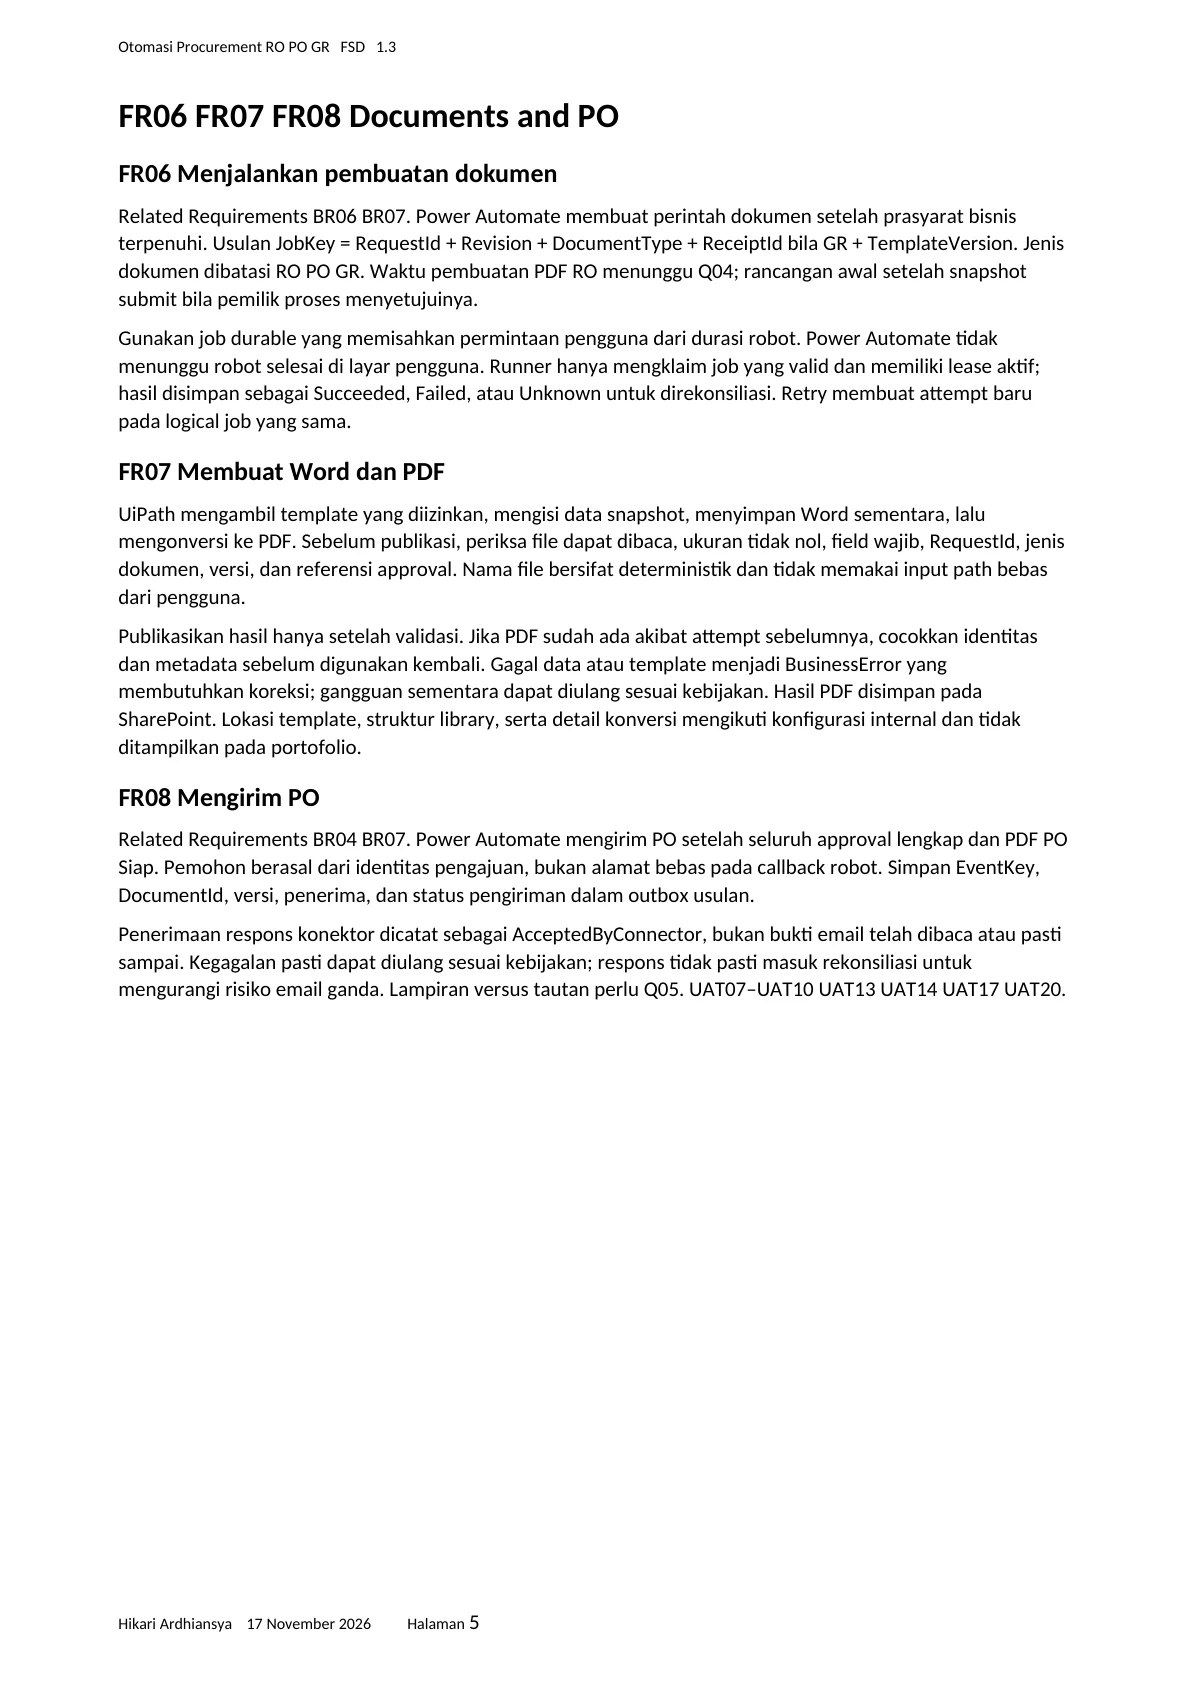 Otomasi Procurement RO PO GR FSD 1.3
FR06 FR07 FR08 Documents and PO
FR06 Menjalankan pembuatan dokumen
Related Requirements BR06 BR07. Power Automate membuat perintah dokumen setelah prasyarat bisnis
terpenuhi. Usulan JobKey = RequestId + Revision + DocumentType + ReceiptId bila GR + TemplateVersion. Jenis
dokumen dibatasi RO PO GR. Waktu pembuatan PDF RO menunggu Q04; rancangan awal setelah snapshot
submit bila pemilik proses menyetujuinya.
Gunakan job durable yang memisahkan permintaan pengguna dari durasi robot. Power Automate tidak
menunggu robot selesai di layar pengguna. Runner hanya mengklaim job yang valid dan memiliki lease aktif;
hasil disimpan sebagai Succeeded, Failed, atau Unknown untuk direkonsiliasi. Retry membuat attempt baru
pada logical job yang sama.
FR07 Membuat Word dan PDF
UiPath mengambil template yang diizinkan, mengisi data snapshot, menyimpan Word sementara, lalu
mengonversi ke PDF. Sebelum publikasi, periksa file dapat dibaca, ukuran tidak nol, field wajib, RequestId, jenis
dokumen, versi, dan referensi approval. Nama file bersifat deterministik dan tidak memakai input path bebas
dari pengguna.
Publikasikan hasil hanya setelah validasi. Jika PDF sudah ada akibat attempt sebelumnya, cocokkan identitas
dan metadata sebelum digunakan kembali. Gagal data atau template menjadi BusinessError yang
membutuhkan koreksi; gangguan sementara dapat diulang sesuai kebijakan. Hasil PDF disimpan pada
SharePoint. Lokasi template, struktur library, serta detail konversi mengikuti konfigurasi internal dan tidak
ditampilkan pada portofolio.
FR08 Mengirim PO
Related Requirements BR04 BR07. Power Automate mengirim PO setelah seluruh approval lengkap dan PDF PO
Siap. Pemohon berasal dari identitas pengajuan, bukan alamat bebas pada callback robot. Simpan EventKey,
DocumentId, versi, penerima, dan status pengiriman dalam outbox usulan.
Penerimaan respons konektor dicatat sebagai AcceptedByConnector, bukan bukti email telah dibaca atau pasti
sampai. Kegagalan pasti dapat diulang sesuai kebijakan; respons tidak pasti masuk rekonsiliasi untuk
mengurangi risiko email ganda. Lampiran versus tautan perlu Q05. UAT07–UAT10 UAT13 UAT14 UAT17 UAT20.
Hikari Ardhiansya 17 November 2026 Halaman 5